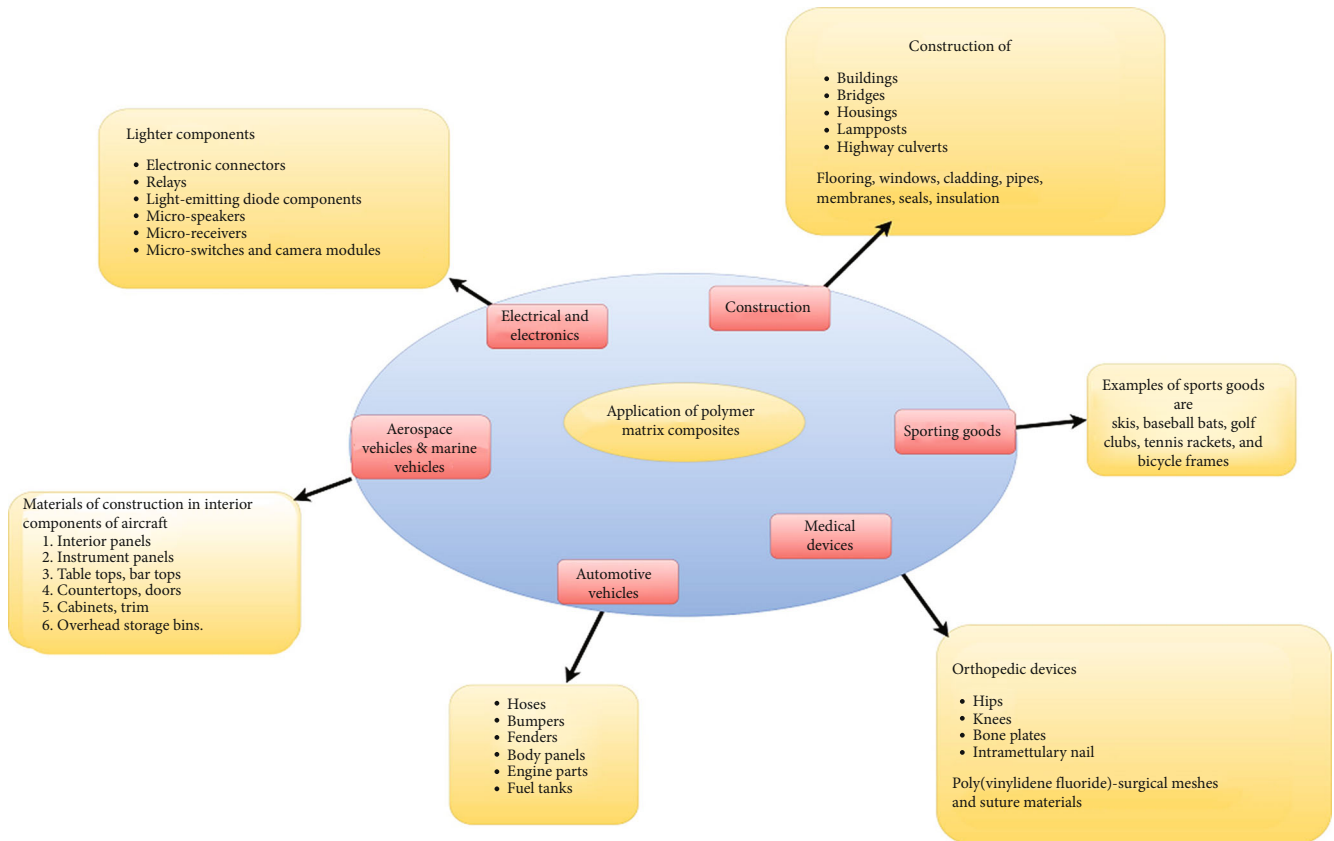 Construction of
• Buildings
• Bridges
• Housings
• Lampposts
• Highway culverts
Flooring, windows, cladding, pipes,
membranes, seals, insulation
Lighter components
• Electronic connectors
• Relays
• Light-emitting diode components
• Micro-speakers
• Micro-receivers
• Micro-switches and camera modules
Electrical and
electronics
Construction
Application of polymer
matrix composites
Aerospace
vehicles & marine
vehicles
Sporting goods
Examples of sports goods
are
skis, baseball bats, golf
clubs, tennis rackets, and
bicycle frames
Medical
devices
Automotive
vehicles
Materials of construction in interior
components of aircraft
1. Interior panels
2. Instrument panels
3. Table tops, bar tops
4. Countertops, doors
5. Cabinets, trim
6. Overhead storage bins.
• Hoses
• Bumpers
• Fenders
• Body panels
• Engine parts
• Fuel tanks
Orthopedic devices
• Hips
• Knees
• Bone plates
• Intramettulary nail
Poly(vinylidene fluoride)-surgical meshes
and suture materials